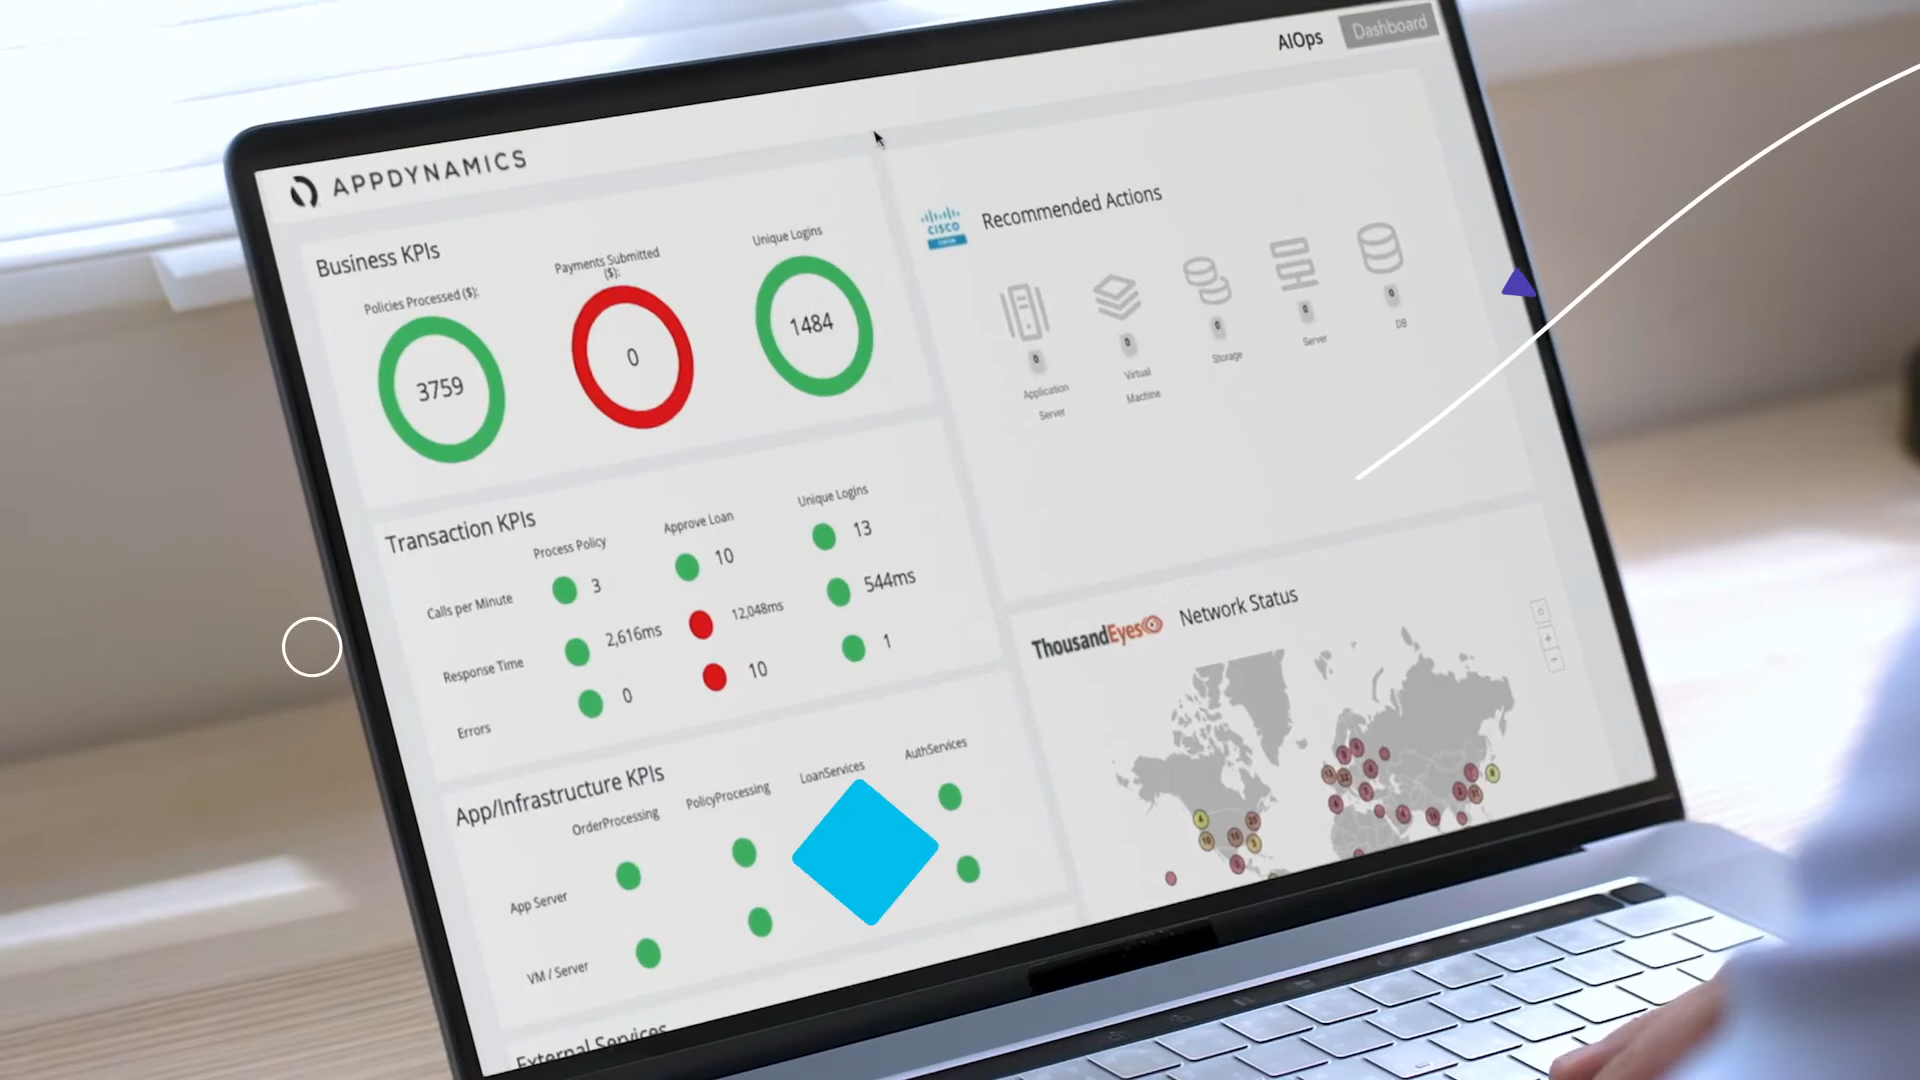 AIOps
Dashboard
APPDYNAMICS
Business KPIs
Policies Processed ($):
3759
Payments Submitted
($):
0
Unique Logins
1484
Transaction KPIs
Process Policy
Approve Loan
Unique Logins
Calls per Minute
3
10
13
Response Time
2,616ms
12,048ms
544ms
Errors
0
10
1
App/Infrastructure KPIs
OrderProcessing
PolicyProcessing
LoanServices
AuthServices
App Server
VM / Server
External Services
CISCO
Recommended Actions
0
Application
Server
0
Virtual
Machine
0
Storage
0
Server
0
DB
ThousandEyes
Network Status
+
-